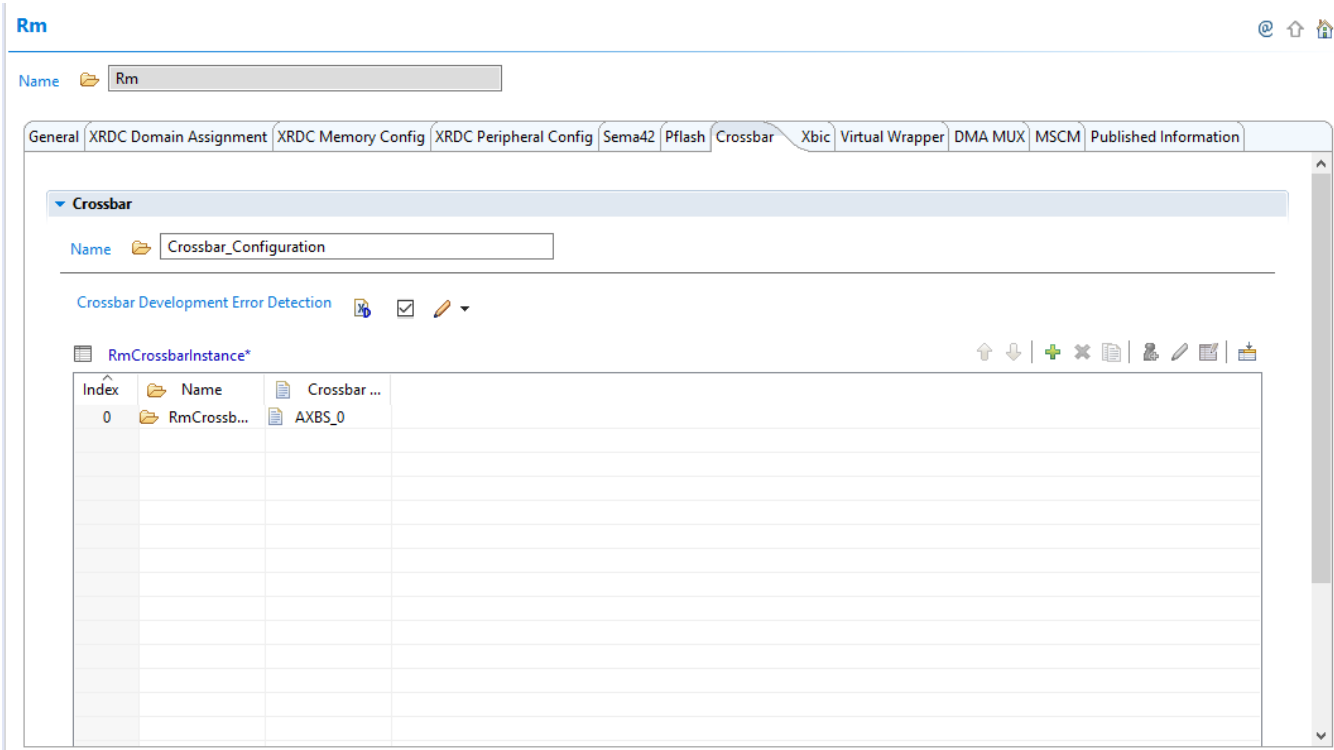 Rm
Name Rm
General XRDC Domain Assignment XRDC Memory Config XRDC Peripheral Config Sema42 Pflash Crossbar Xbic Virtual Wrapper DMA MUX MSCM Published Information
Crossbar
Name Crossbar_Configuration
Crossbar Development Error Detection
RmCrossbarInstance*
Index Name Crossbar ...
0 RmCrossb... AXBS_0